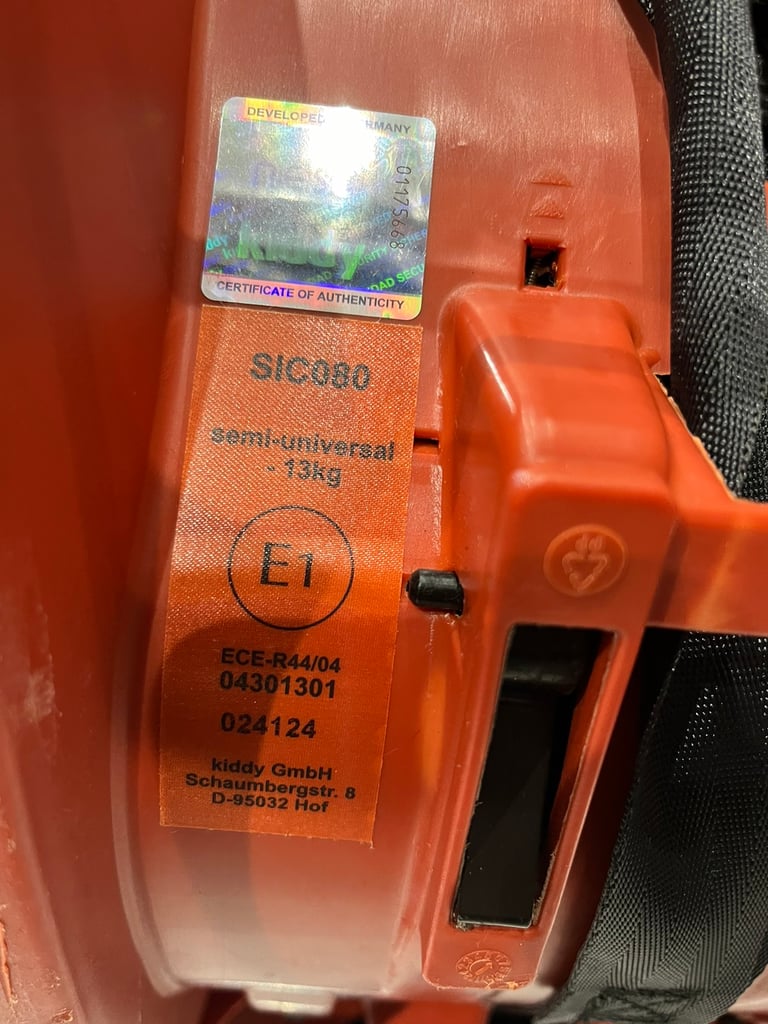 DEVELOPED GERMANY
0117568
kiddy
CERTIFICATE OF AUTHENTICITY
SIC080
semi-universal
- 13kg
E1
ECE-R44/04
04301301
024124
kiddy GmbH
Schaumbergstr. 8
D-95032 Hof